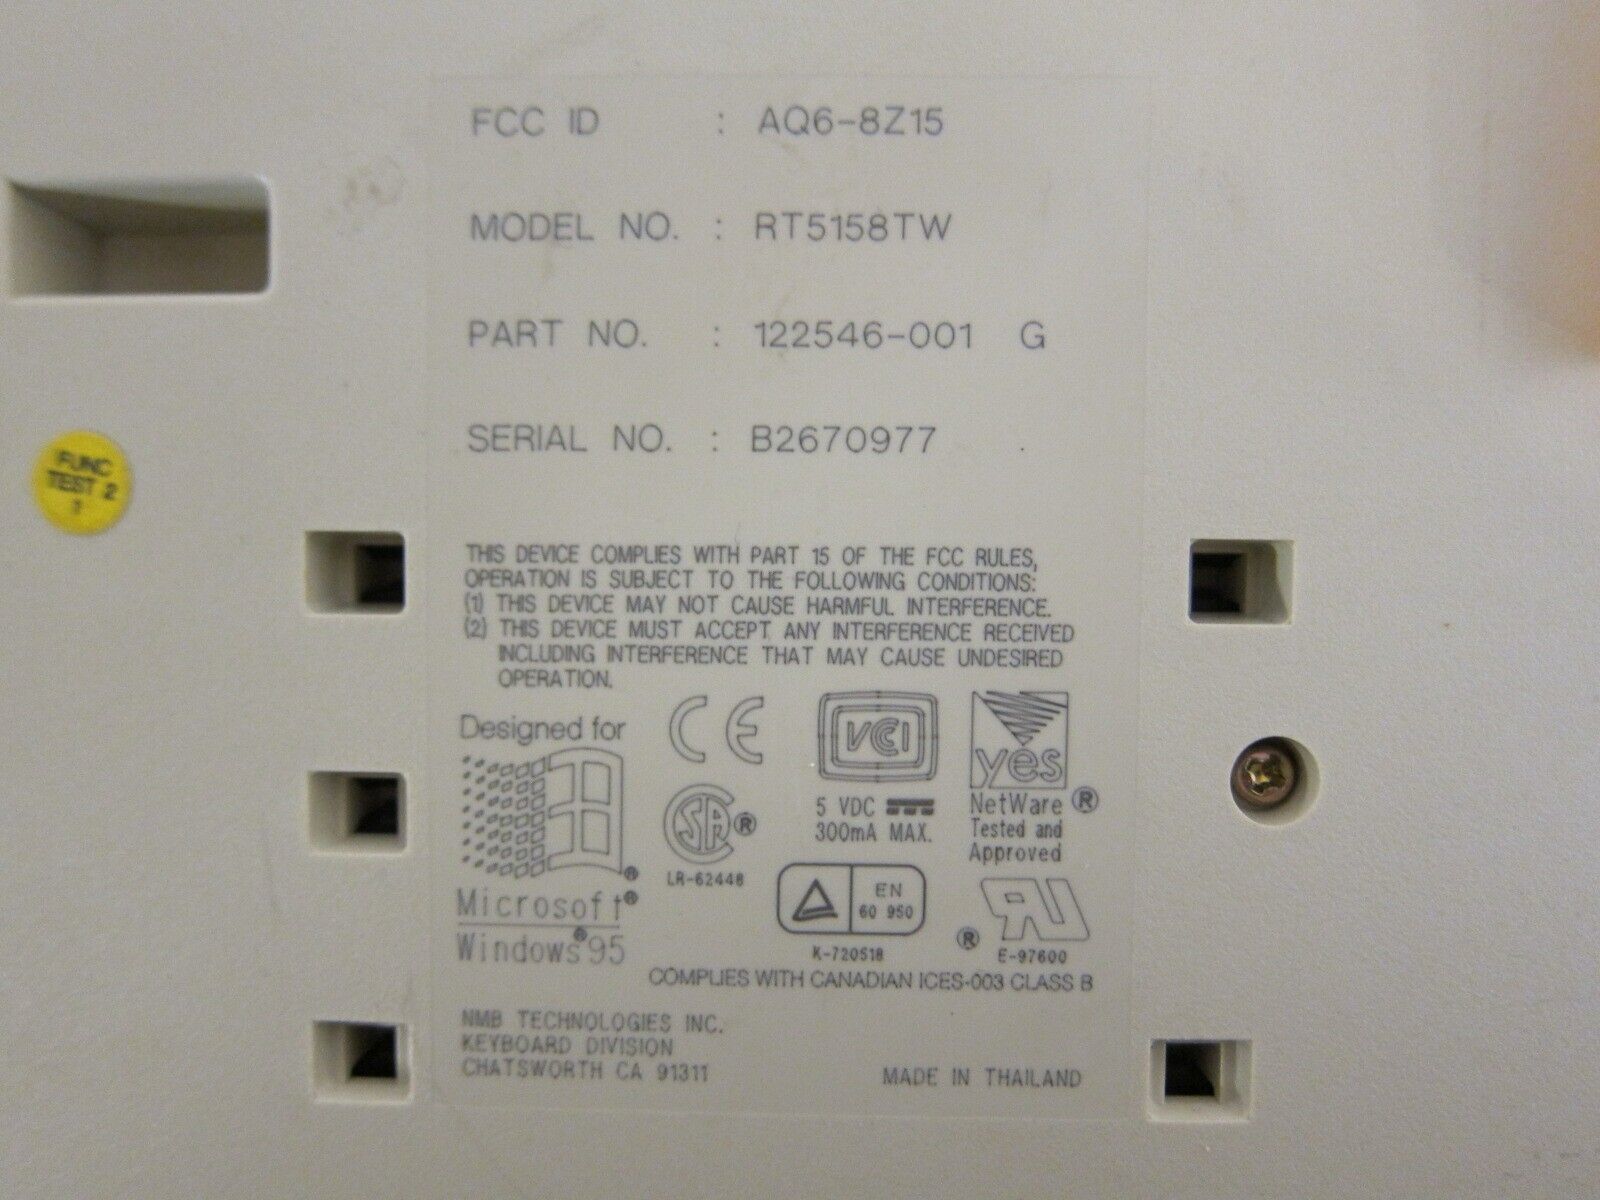 FCC ID : AQ6-8Z15
MODEL NO. : RT5158TW
PART NO. : 122546-001 G
SERIAL NO. : B2670977
FUNC
TEST 2
1
THIS DEVICE COMPLIES WITH PART 15 OF THE FCC RULES,
OPERATION IS SUBJECT TO THE FOLLOWING CONDITIONS:
(1) THIS DEVICE MAY NOT CAUSE HARMFUL INTERFERENCE.
(2) THIS DEVICE MUST ACCEPT ANY INTERFERENCE RECEIVED
INCLUDING INTERFERENCE THAT MAY CAUSE UNDESIRED
OPERATION.
Designed for
Microsoft®
Windows®95
CE
SA®
LR-62448
VCCI
5 VDC
300mA MAX.
yes
NetWare®
Tested and
Approved
EN
60 950
K-720518
® RU
E-97600
COMPLIES WITH CANADIAN ICES-003 CLASS B
NMB TECHNOLOGIES INC.
KEYBOARD DIVISION
CHATSWORTH CA 91311
MADE IN THAILAND